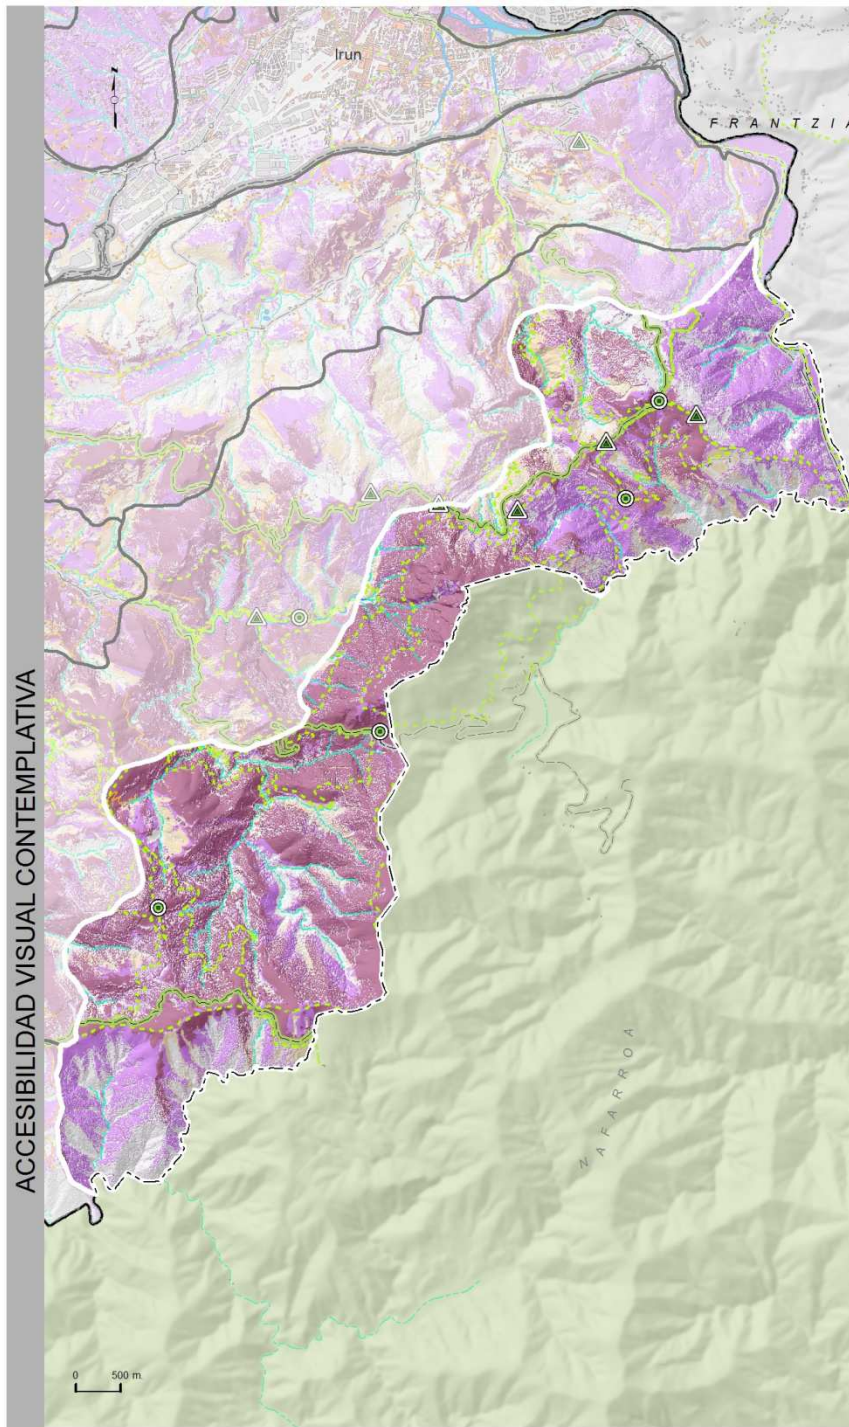 ACCESIBILIDAD VISUAL CONTEMPLATIVA
Irun
FRANTZIA
NAFARROA
0 500 m.